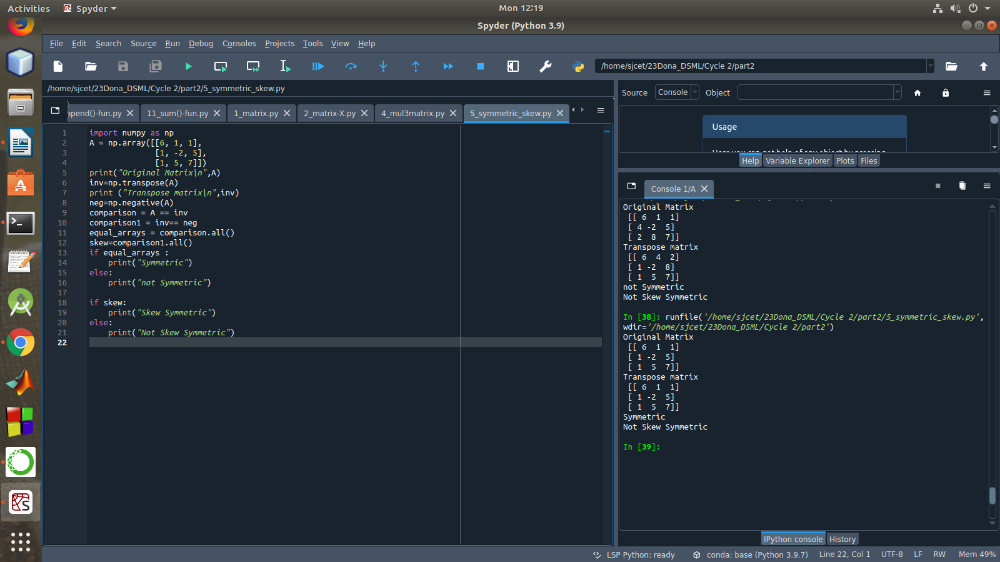 Activities
Spyder
Mon 12:19
Spyder (Python 3.9)
File Edit Search Source Run Debug Consoles Projects Tools View Help
/home/sjcet/23Dona_DSML/Cycle 2/part2
/home/sjcet/23Dona_DSML/Cycle 2/part2/5_symmetric_skew.py
ppend()-fun.py 11_sum()-fun.py 1_matrix.py 2_matrix-X.py 4_mul3matrix.py 5_symmetric_skew.py
1 import numpy as np
2 A = np.array([[6, 1, 1],
3 [1, -2, 5],
4 [1, 5, 7]])
5 print("Original Matrix\n",A)
6 inv=np.transpose(A)
7 print ("Transpose matrix\n",inv)
8 neg=np.negative(A)
9 comparison = A == inv
10 comparison1 = inv== neg
11 equal_arrays = comparison.all()
12 skew=comparison1.all()
13 if equal_arrays :
14 print("Symmetric")
15 else:
16 print("not Symmetric")
17
18 if skew:
19 print("Skew Symmetric")
20 else:
21 print("Not Skew Symmetric")
22
Source Console Object
Usage
Help Variable Explorer Plots Files
Console 1/A
Original Matrix
[[ 6 1 1]
[ 4 -2 5]
[ 2 8 7]]
Transpose matrix
[[ 6 4 2]
[ 1 -2 8]
[ 1 5 7]]
not Symmetric
Not Skew Symmetric
In [38]: runfile('/home/sjcet/23Dona_DSML/Cycle 2/part2/5_symmetric_skew.py',
wdir='/home/sjcet/23Dona_DSML/Cycle 2/part2')
Original Matrix
[[ 6 1 1]
[ 1 -2 5]
[ 1 5 7]]
Transpose matrix
[[ 6 1 1]
[ 1 -2 5]
[ 1 5 7]]
Symmetric
Not Skew Symmetric
In [39]:
IPython console History
LSP Python: ready conda: base (Python 3.9.7) Line 22, Col 1 UTF-8 LF RW Mem 49%